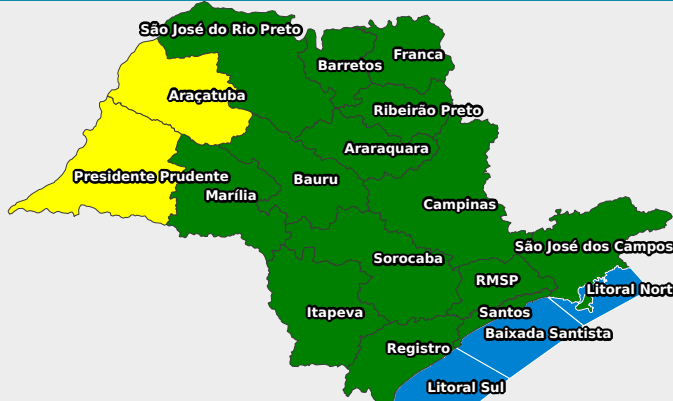 São José do Rio Preto
Franca
Barretos
Araçatuba
Ribeirão Preto
Araraquara
Presidente Prudente
Bauru
Marília
Campinas
São José dos Campos
Sorocaba
RMSP
Litoral Nort
Itapeva
Santos
Baixada Santista
Registro
Litoral Sul